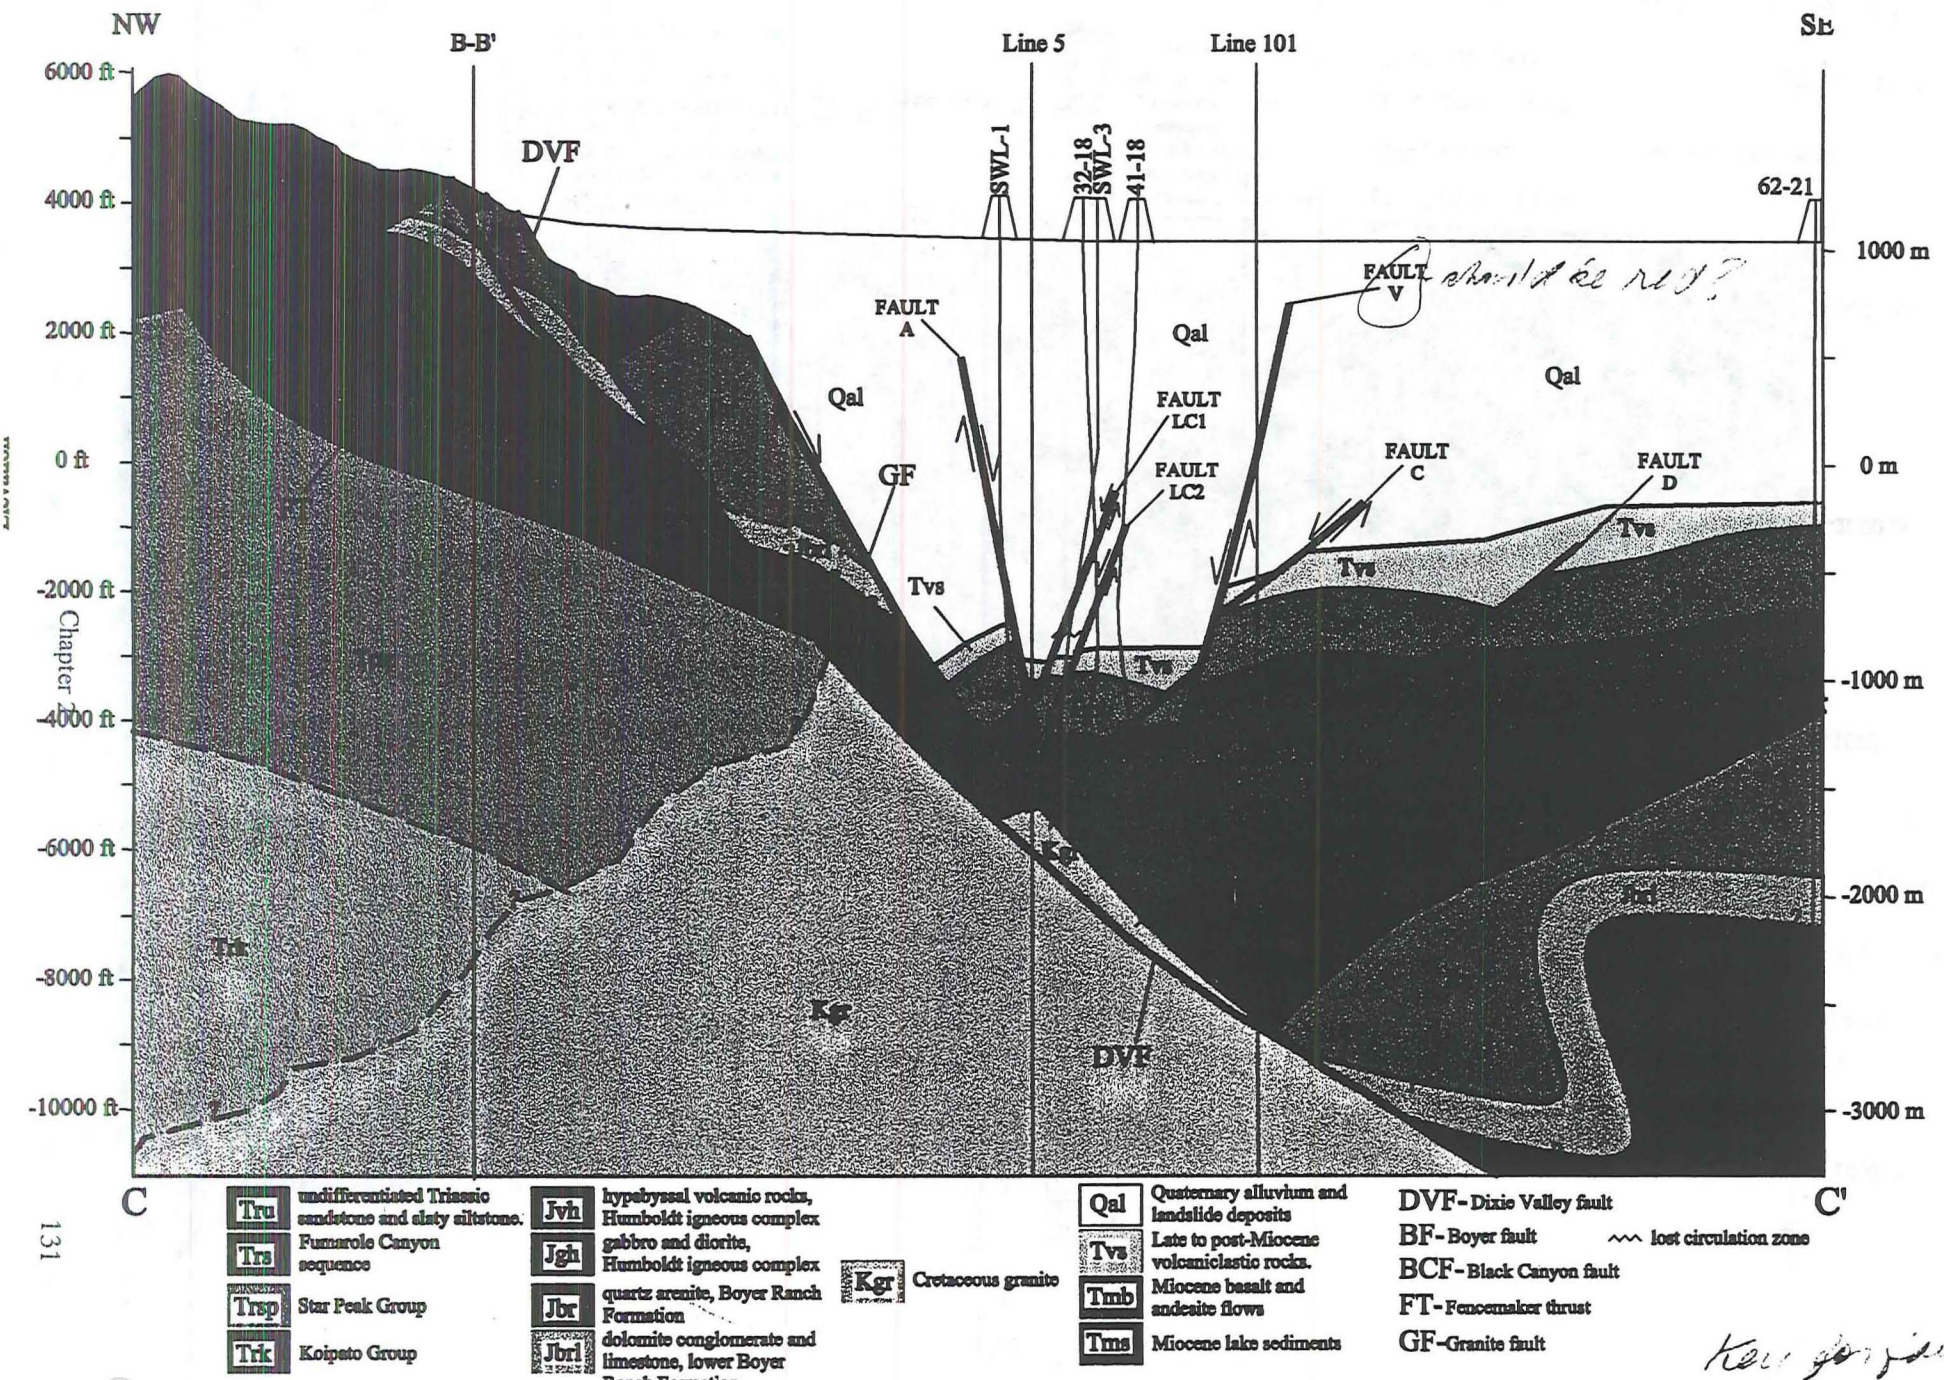 NW
SE
B-B'
Line 5
Line 101
6000 ft
4000 ft
2000 ft
0 ft
-2000 ft
-4000 ft
-6000 ft
-8000 ft
-10000 ft
1000 m
0 m
-1000 m
-2000 m
-3000 m
DVF
SWL-1
32-18
SWL-3
41-18
62-21
FAULT
V
should be red?
FAULT
A
Qal
Qal
Qal
FAULT
LC1
FAULT
LC2
FAULT
C
FAULT
D
GF
FT
Tvs
Tvs
Tvs
Tvs
Trk
Kgr
DVF
Chapter 2
131
C
C'
Tru undifferentiated Triassic
sandstone and slaty siltstone.
Trs Fumarole Canyon
sequence
Trsp Star Peak Group
Trk Koipato Group
Jvh hypabyssal volcanic rocks,
Humboldt igneous complex
Jgh gabbro and diorite,
Humboldt igneous complex
Jbr quartz arenite, Boyer Ranch
Formation
Jbrl dolomite conglomerate and
limestone, lower Boyer
Ranch Formation
Kgr Cretaceous granite
Qal Quaternary alluvium and
landslide deposits
Tvs Late to post-Miocene
volcaniclastic rocks.
Tmb Miocene basalt and
andesite flows
Tms Miocene lake sediments
DVF-Dixie Valley fault
BF-Boyer fault
BCF-Black Canyon fault
FT-Fencemaker thrust
GF-Granite fault
lost circulation zone